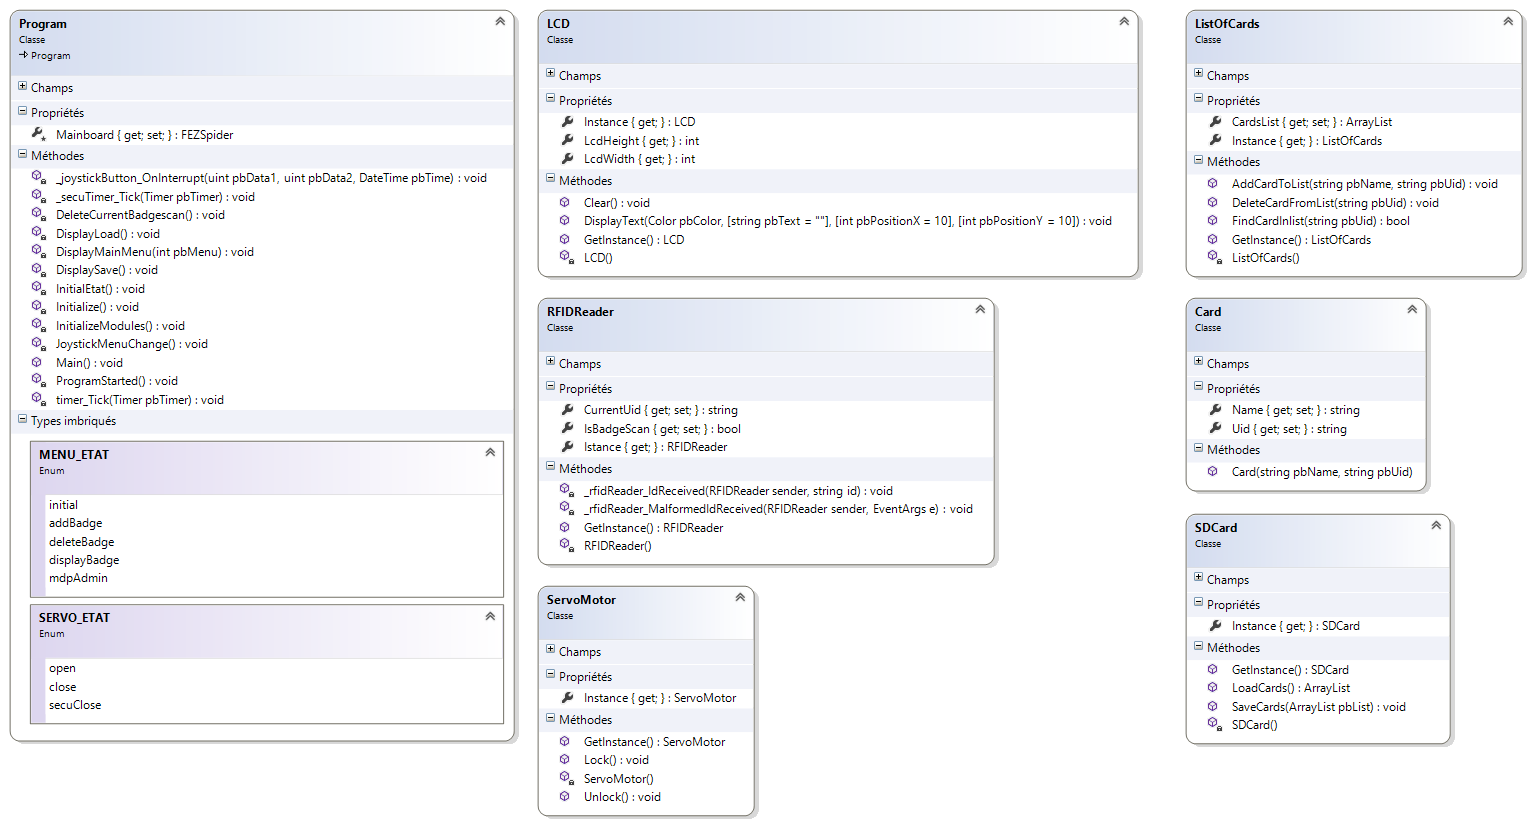 Program
Classe
Program
Champs
Propriétés
Mainboard { get; set; } : FEZSpider
Méthodes
_joystickButton_OnInterrupt(uint pbData1, uint pbData2, DateTime pbTime) : void
_secuTimer_Tick(Timer pbTimer) : void
DeleteCurrentBadgescan() : void
DisplayLoad() : void
DisplayMainMenu(int pbMenu) : void
DisplaySave() : void
InitialEtat() : void
Initialize() : void
InitializeModules() : void
JoystickMenuChange() : void
Main() : void
ProgramStarted() : void
timer_Tick(Timer pbTimer) : void
Types imbriqués
MENU_ETAT
Enum
initial
addBadge
deleteBadge
displayBadge
mdpAdmin
SERVO_ETAT
Enum
open
close
secuClose
LCD
Classe
Champs
Propriétés
Instance { get; } : LCD
LcdHeight { get; } : int
LcdWidth { get; } : int
Méthodes
Clear() : void
DisplayText(Color pbColor, [string pbText = ""], [int pbPositionX = 10], [int pbPositionY = 10]) : void
GetInstance() : LCD
LCD()
RFIDReader
Classe
Champs
Propriétés
CurrentUid { get; set; } : string
IsBadgeScan { get; set; } : bool
Istance { get; } : RFIDReader
Méthodes
_rfidReader_IdReceived(RFIDReader sender, string id) : void
_rfidReader_MalformedIdReceived(RFIDReader sender, EventArgs e) : void
GetInstance() : RFIDReader
RFIDReader()
ServoMotor
Classe
Champs
Propriétés
Instance { get; } : ServoMotor
Méthodes
GetInstance() : ServoMotor
Lock() : void
ServoMotor()
Unlock() : void
ListOfCards
Classe
Champs
Propriétés
CardsList { get; set; } : ArrayList
Instance { get; } : ListOfCards
Méthodes
AddCardToList(string pbName, string pbUid) : void
DeleteCardFromList(string pbUid) : void
FindCardInlist(string pbUid) : bool
GetInstance() : ListOfCards
ListOfCards()
Card
Classe
Champs
Propriétés
Name { get; set; } : string
Uid { get; set; } : string
Méthodes
Card(string pbName, string pbUid)
SDCard
Classe
Champs
Propriétés
Instance { get; } : SDCard
Méthodes
GetInstance() : SDCard
LoadCards() : ArrayList
SaveCards(ArrayList pbList) : void
SDCard()